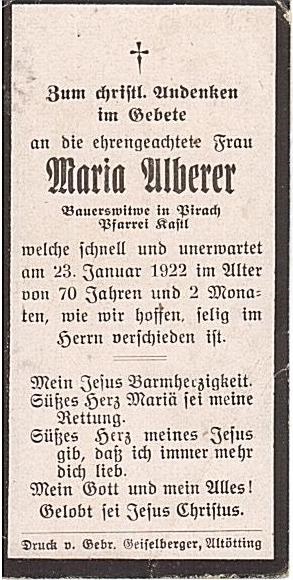 Zum christl. Andenken
im Gebete
an die ehrengeachtete Frau
Maria Alberer
Bauerswitwe in Pirach
Pfarrei Kastl
welche schnell und unerwartet
am 23. Januar 1922 im Alter
von 70 Jahren und 2 Mona-
ten, wie wir hoffen, selig im
Herrn verschieden ist.
Mein Jesus Barmherzigkeit.
Süßes Herz Mariä sei meine
Rettung.
Süßes Herz meines Jesus
gib, daß ich immer mehr
dich lieb.
Mein Gott und mein Alles!
Gelobt sei Jesus Christus.
Druck v. Gebr. Geiselberger, Altötting